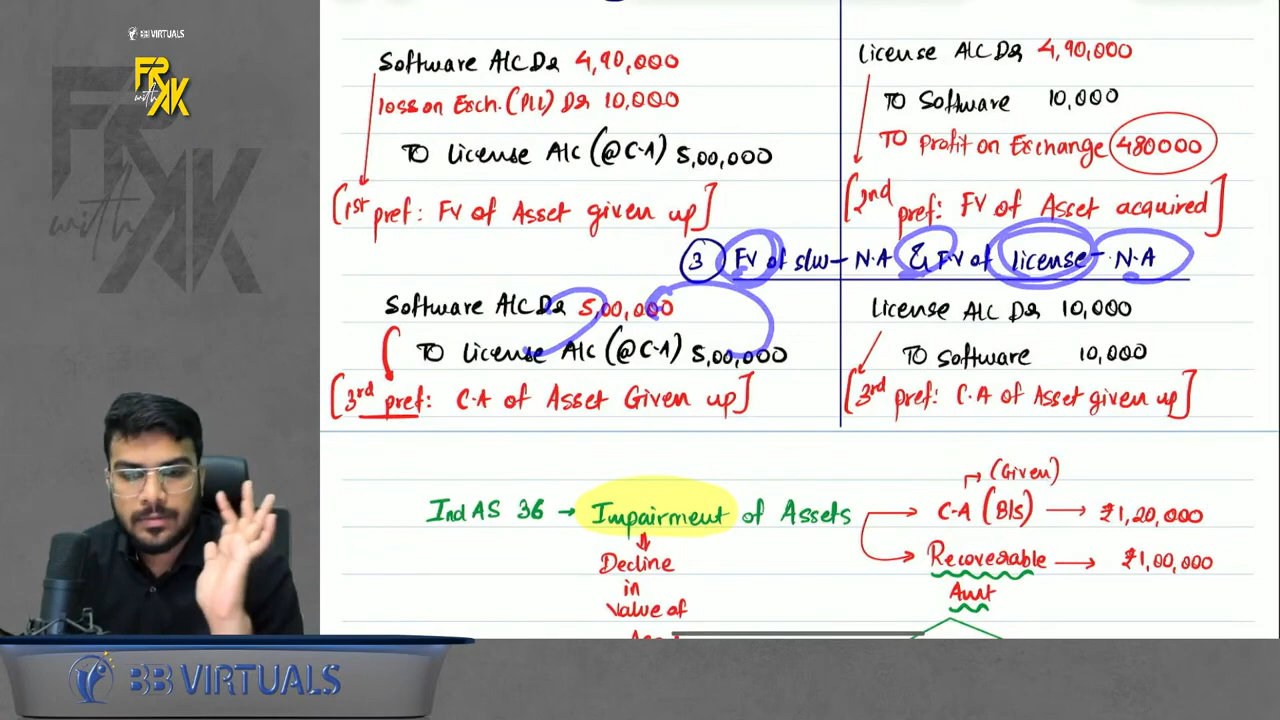 BB VIRTUALS
FR
with
AK
FR
with
AK
Software A/C Dr 4,90,000
loss on Exch. (PLL) Dr 10,000
TO License A/C (@C.A) 5,00,000
[1st pref: FV of Asset given up]
License A/C Dr 4,90,000
TO Software 10,000
TO Profit on Exchange 480000
[2nd pref: FV of Asset acquired]
3 FV of s/w - N.A & FV of license - N.A
Software A/C Dr 5,00,000
TO License A/C (@C.A) 5,00,000
[3rd pref: C.A of Asset Given up]
License A/C Dr 10,000
TO Software 10,000
[3rd pref: C.A of Asset given up]
Ind AS 36 → Impairment of Assets
Decline
in
Value of
(Given)
C.A (B/s) → ₹1,20,000
Recoverable → ₹1,00,000
Amt
BB VIRTUALS